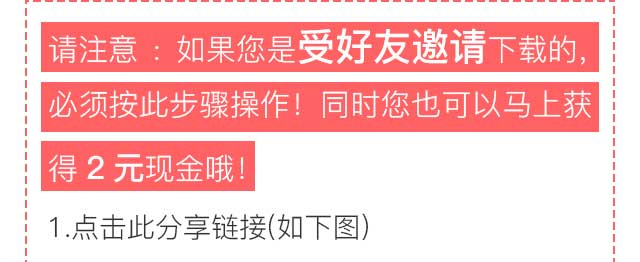 请注意 ：如果您是受好友邀请下载的，
必须按此步骤操作！同时您也可以马上获
得 2 元现金哦！
1.点击此分享链接(如下图)